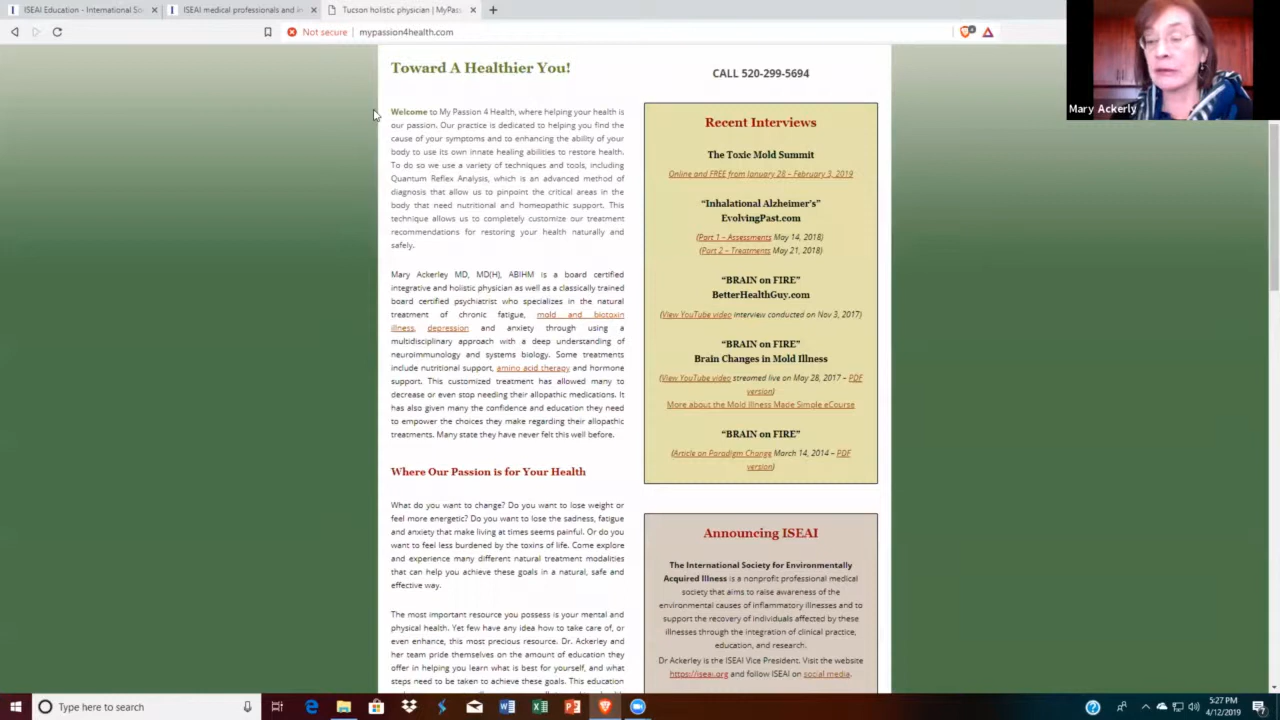 ISEAI Education - International So
ISEAI medical professionals and i
Tucson holistic physician | MyPas
Not secure | mypassion4health.com
Mary Ackerly
Toward A Healthier You!
CALL 520-299-5694
Welcome to My Passion 4 Health, where helping your health is
our passion. Our practice is dedicated to helping you find the
cause of your symptoms and to enhancing the ability of your
body to use its own innate healing abilities to restore health.
To do so we use a variety of techniques and tools, including
Quantum Reflex Analysis, which is an advanced method of
diagnosis that allow us to pinpoint the critical areas in the
body that need nutritional and homeopathic support. This
technique allows us to completely customize our treatment
recommendations for restoring your health naturally and
safely.
Mary Ackerley MD, MD(H), ABIHM is a board certified
integrative and holistic physician as well as a classically trained
board certified psychiatrist who specializes in the natural
treatment of chronic fatigue, mold and biotoxin
illness, depression and anxiety through using a
multidisciplinary approach with a deep understanding of
neuroimmunology and systems biology. Some treatments
include nutritional support, amino acid therapy and hormone
support. This customized treatment has allowed many to
decrease or even stop needing their allopathic medications. It
has also given many the confidence and education they need
to empower the choices they make regarding their allopathic
treatments. Many state they have never felt this well before.
Where Our Passion is for Your Health
What do you want to change? Do you want to lose weight or
feel more energetic? Do you want to lose the sadness, fatigue
and anxiety that make living at times seems painful. Or do you
want to feel less burdened by the toxins of life. Come explore
and experience many different natural treatment modalities
that can help you achieve these goals in a natural, safe and
effective way.
The most important resource you possess is your mental and
physical health. Yet few have any idea how to take care of, or
even enhance, this most precious resource. Dr. Ackerley and
her team pride themselves on the amount of education they
offer in helping you learn what is best for yourself, and what
steps need to be taken to achieve these goals. This education
Recent Interviews
The Toxic Mold Summit
Online and FREE from January 28 – February 3, 2019
“Inhalational Alzheimer's”
EvolvingPast.com
(Part 1 – Assessments May 14, 2018)
(Part 2 – Treatments May 21, 2018)
“BRAIN on FIRE”
BetterHealthGuy.com
(View YouTube video interview conducted on Nov 3, 2017)
“BRAIN on FIRE”
Brain Changes in Mold Illness
(View YouTube video streamed live on May 28, 2017 – PDF
version)
More about the Mold Illness Made Simple eCourse
“BRAIN on FIRE”
(Article on Paradigm Change March 14, 2014 – PDF
version)
Announcing ISEAI
The International Society for Environmentally
Acquired Illness is a nonprofit professional medical
society that aims to raise awareness of the
environmental causes of inflammatory illnesses and to
support the recovery of individuals affected by these
illnesses through the integration of clinical practice,
education, and research.
Dr Ackerley is the ISEAI Vice President. Visit the website
https://iseai.org and follow ISEAI on social media.
Type here to search
5:27 PM
4/12/2019